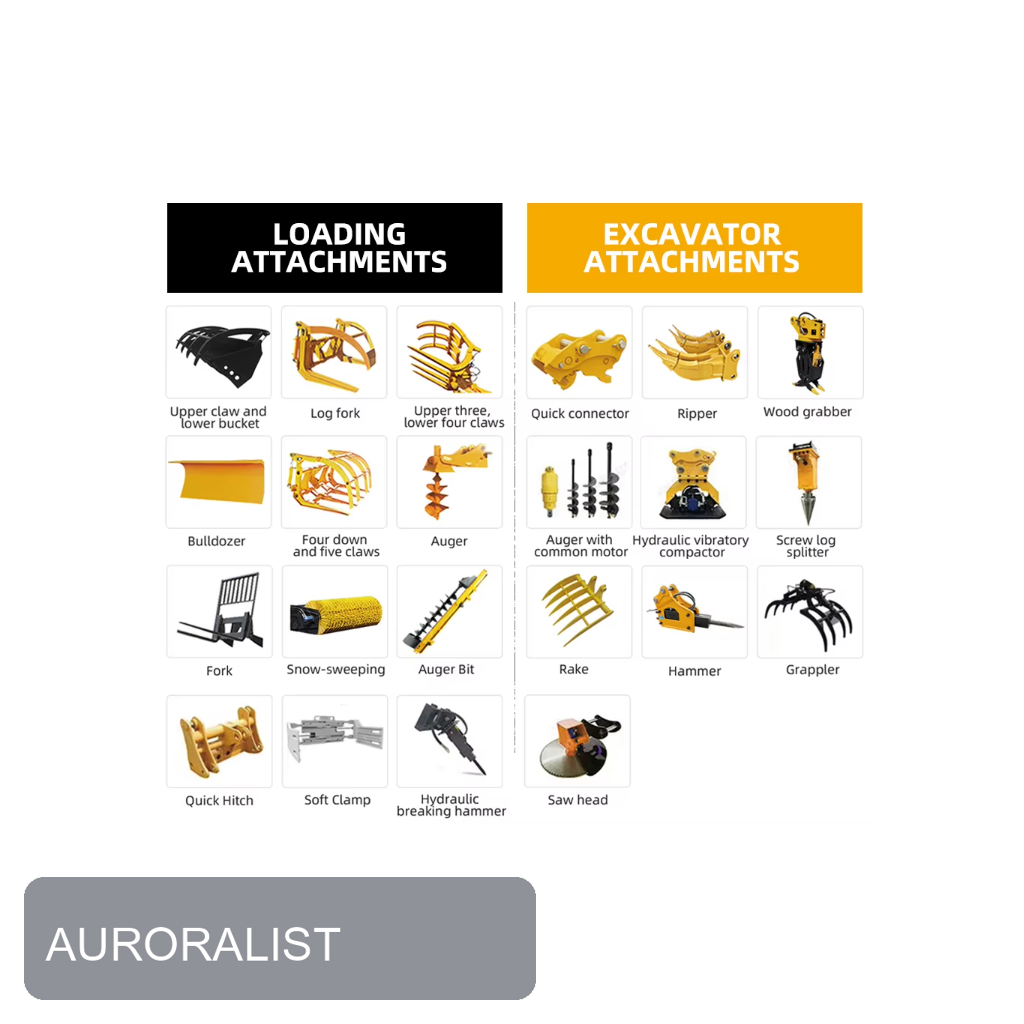 LOADING
ATTACHMENTS
EXCAVATOR
ATTACHMENTS
Upper claw and
lower bucket
Log fork
Upper three,
lower four claws
Quick connector
Ripper
Wood grabber
Bulldozer
Four down
and five claws
Auger
Auger with
common motor
Hydraulic vibratory
compactor
Screw log
splitter
Fork
Snow-sweeping
Auger Bit
Rake
Hammer
Grappler
Quick Hitch
Soft Clamp
Hydraulic
breaking hammer
Saw head
AURORALIST